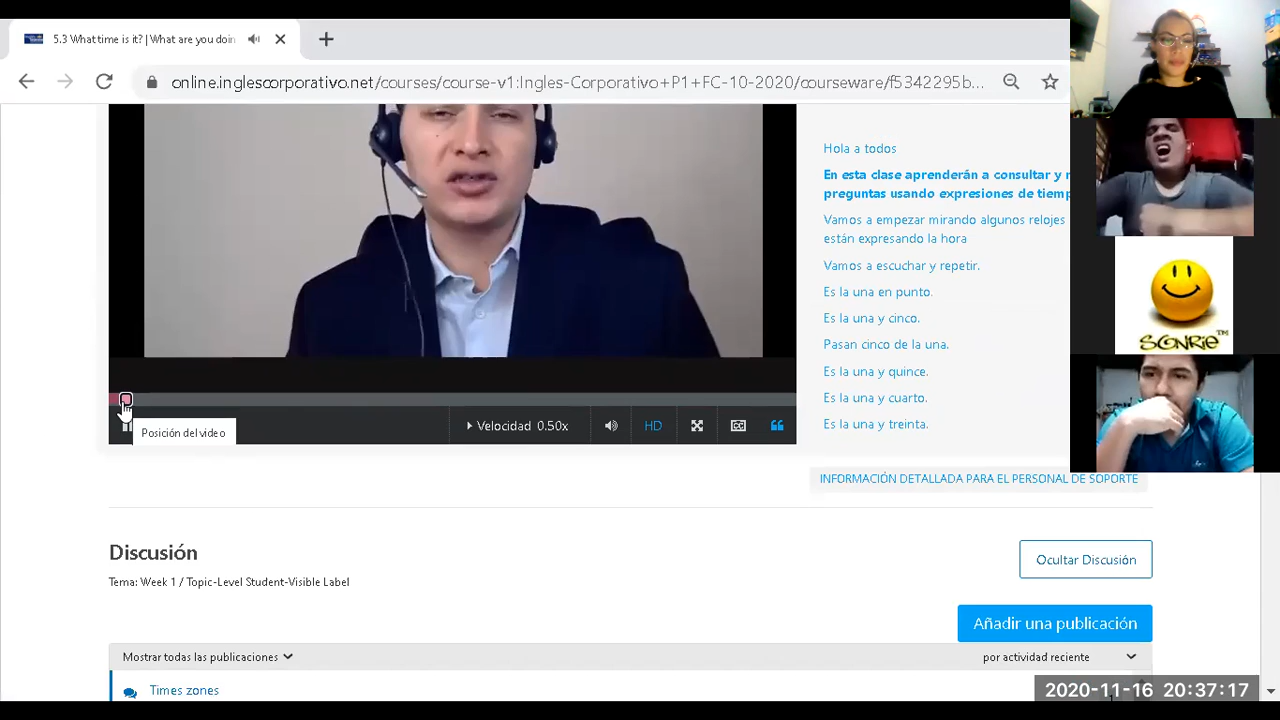 5.3 What time is it? | What are you doin
online.inglescorporativo.net/courses/course-v1:Ingles-Corporativo+P1+FC-10-2020/courseware/f5342295b...
Hola a todos
En esta clase aprenderán a consultar y
preguntas usando expresiones de
Vamos a empezar mirando algunos relojes
están expresando la hora
Vamos a escuchar y repetir.
Es la una en punto.
Es la una y cinco.
Pasan cinco de la una.
Es la una y quince.
Es la una y cuarto.
Es la una y treinta.
SONRIE™
Posición del video
Velocidad 0.50x
HD
INFORMACIÓN DETALLADA PARA EL PERSONAL DE SOPORTE
Discusión
Ocultar Discusión
Tema: Week 1 / Topic-Level Student-Visible Label
Añadir una publicación
Mostrar todas las publicaciones
por actividad reciente
Times zones
2020-11-16 20:37:17